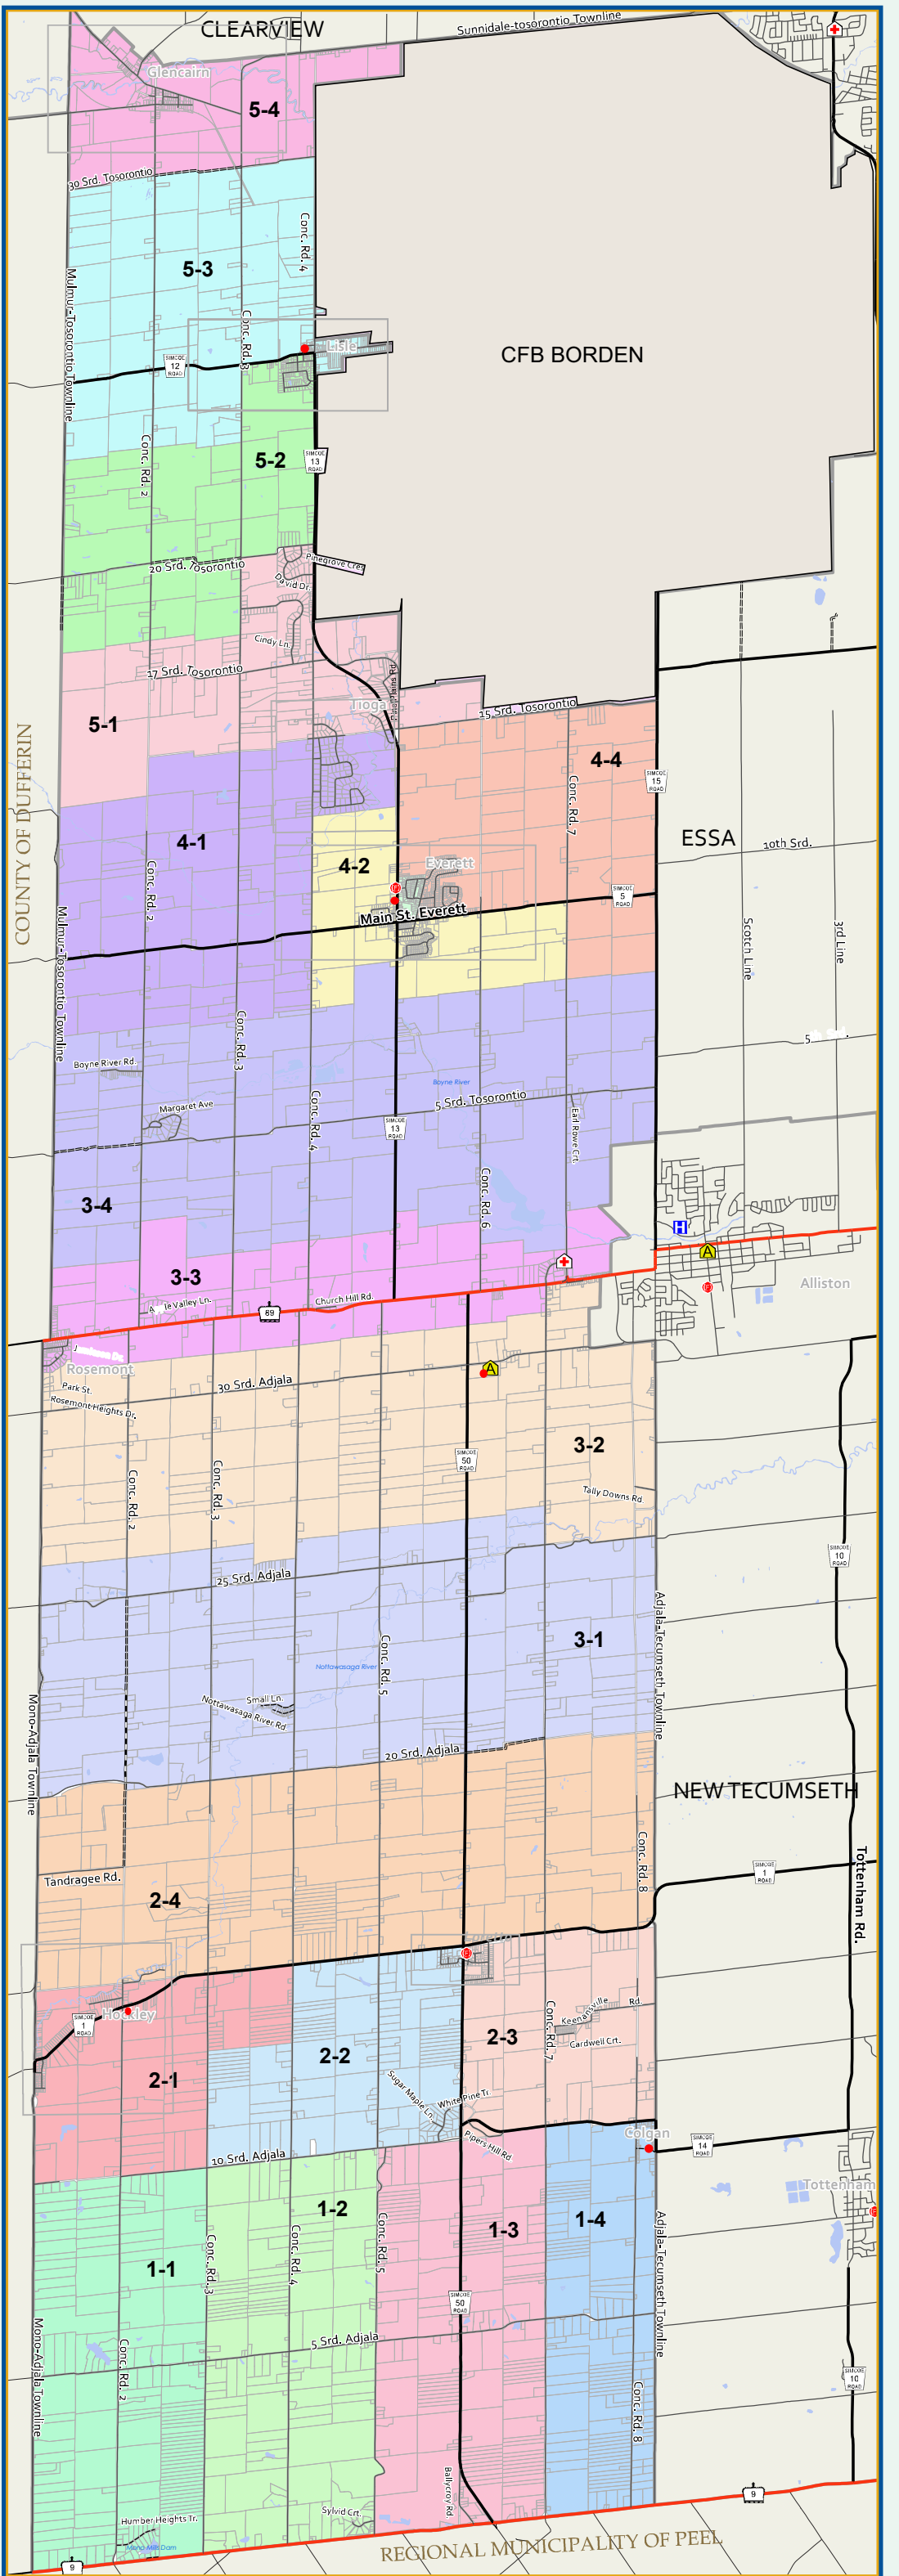 CLEARVIEW
Sunnidale-tosorontio Townline
Glencairn
5-4
30 Srd. Tosorontio
Conc. Rd. 4
5-3
Mulmur-Tosorontio Townline
Conc. Rd. 3
Lisle
CFB BORDEN
SIMCOE
12
ROAD
Conc. Rd. 2
5-2
SIMCOE
13
ROAD
20 Srd. Tosorontio
Pinegrove Cres
David Dr.
Cindy Ln.
17 Srd. Tosorontio
Tioga
15 Srd. Tosorontio
5-1
COUNTY OF DUFFERIN
4-4
Conc. Rd. 7
SIMCOE
15
ROAD
4-1
ESSA
10th Srd.
4-2
Everett
Conc. Rd. 2
SIMCOE
5
ROAD
Main St. Everett
Mulmur-Tosorontio Townline
Scotch Line
3rd Line
Conc. Rd. 3
Boyne River Rd.
Boyne River
5 Srd. Tosorontio
Margaret Ave
Conc. Rd. 4
SIMCOE
13
ROAD
Earl Rowe Crt.
3-4
Conc. Rd. 6
H
A
3-3
Alliston
Church Hill Rd.
89
Rosemont
30 Srd. Adjala
A
Park St.
Rosemont Heights Dr.
3-2
SIMCOE
50
ROAD
Conc. Rd. 2
Conc. Rd. 3
Tally Downs Rd
SIMCOE
10
ROAD
25 Srd. Adjala
Adjala-Tecumseth Townline
3-1
Conc. Rd. 5
Nottawasaga River
Small Ln.
Nottawasaga River Rd
Mono-Adjala Townline
20 Srd. Adjala
NEW TECUMSETH
Conc. Rd. 8
SIMCOE
1
ROAD
Tottenham Rd.
Tandragee Rd.
2-4
Hockley
SIMCOE
1
ROAD
Keenansville Rd.
Conc. Rd. 7
Cardwell Crt.
2-3
2-2
2-1
Sugar Maple Ln.
White Pine Tr.
Pipers Hill Rd
Colgan
SIMCOE
14
ROAD
10 Srd. Adjala
Tottenham
1-2
1-3
1-4
1-1
Conc. Rd. 3
Conc. Rd. 4
Conc. Rd. 5
Adjala-Tecumseth Townline
SIMCOE
50
ROAD
5 Srd. Adjala
Mono-Adjala Townline
Conc. Rd. 2
SIMCOE
10
ROAD
Conc. Rd. 8
Ballycroy Rd
9
Sylvid Crt.
Humber Heights Tr.
REGIONAL MUNICIPALITY OF PEEL
9